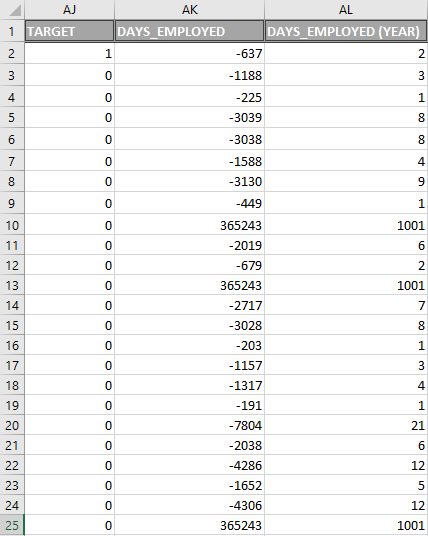 AJ AK AL
1 TARGET DAYS_EMPLOYED DAYS_EMPLOYED (YEAR)
2 1 -637 2
3 0 -1188 3
4 0 -225 1
5 0 -3039 8
6 0 -3038 8
7 0 -1588 4
8 0 -3130 9
9 0 -449 1
10 0 365243 1001
11 0 -2019 6
12 0 -679 2
13 0 365243 1001
14 0 -2717 7
15 0 -3028 8
16 0 -203 1
17 0 -1157 3
18 0 -1317 4
19 0 -191 1
20 0 -7804 21
21 0 -2038 6
22 0 -4286 12
23 0 -1652 5
24 0 -4306 12
25 0 365243 1001